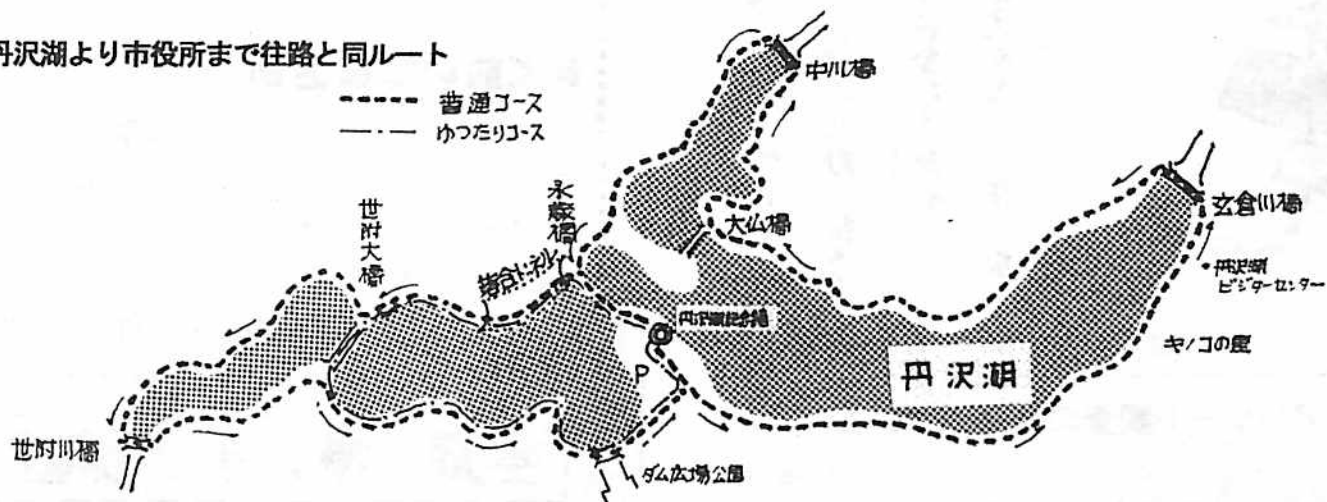 丹沢湖より市役所まで往路と同ルート
普通コース
ゆったりコース
中川橋
玄倉川橋
丹沢湖
ビジターセンター
キノコの館
永歳橋
大仏橋
世附大橋
落合トンネル
丹沢湖記念館
丹沢湖
P
世附川橋
ダム広場公園